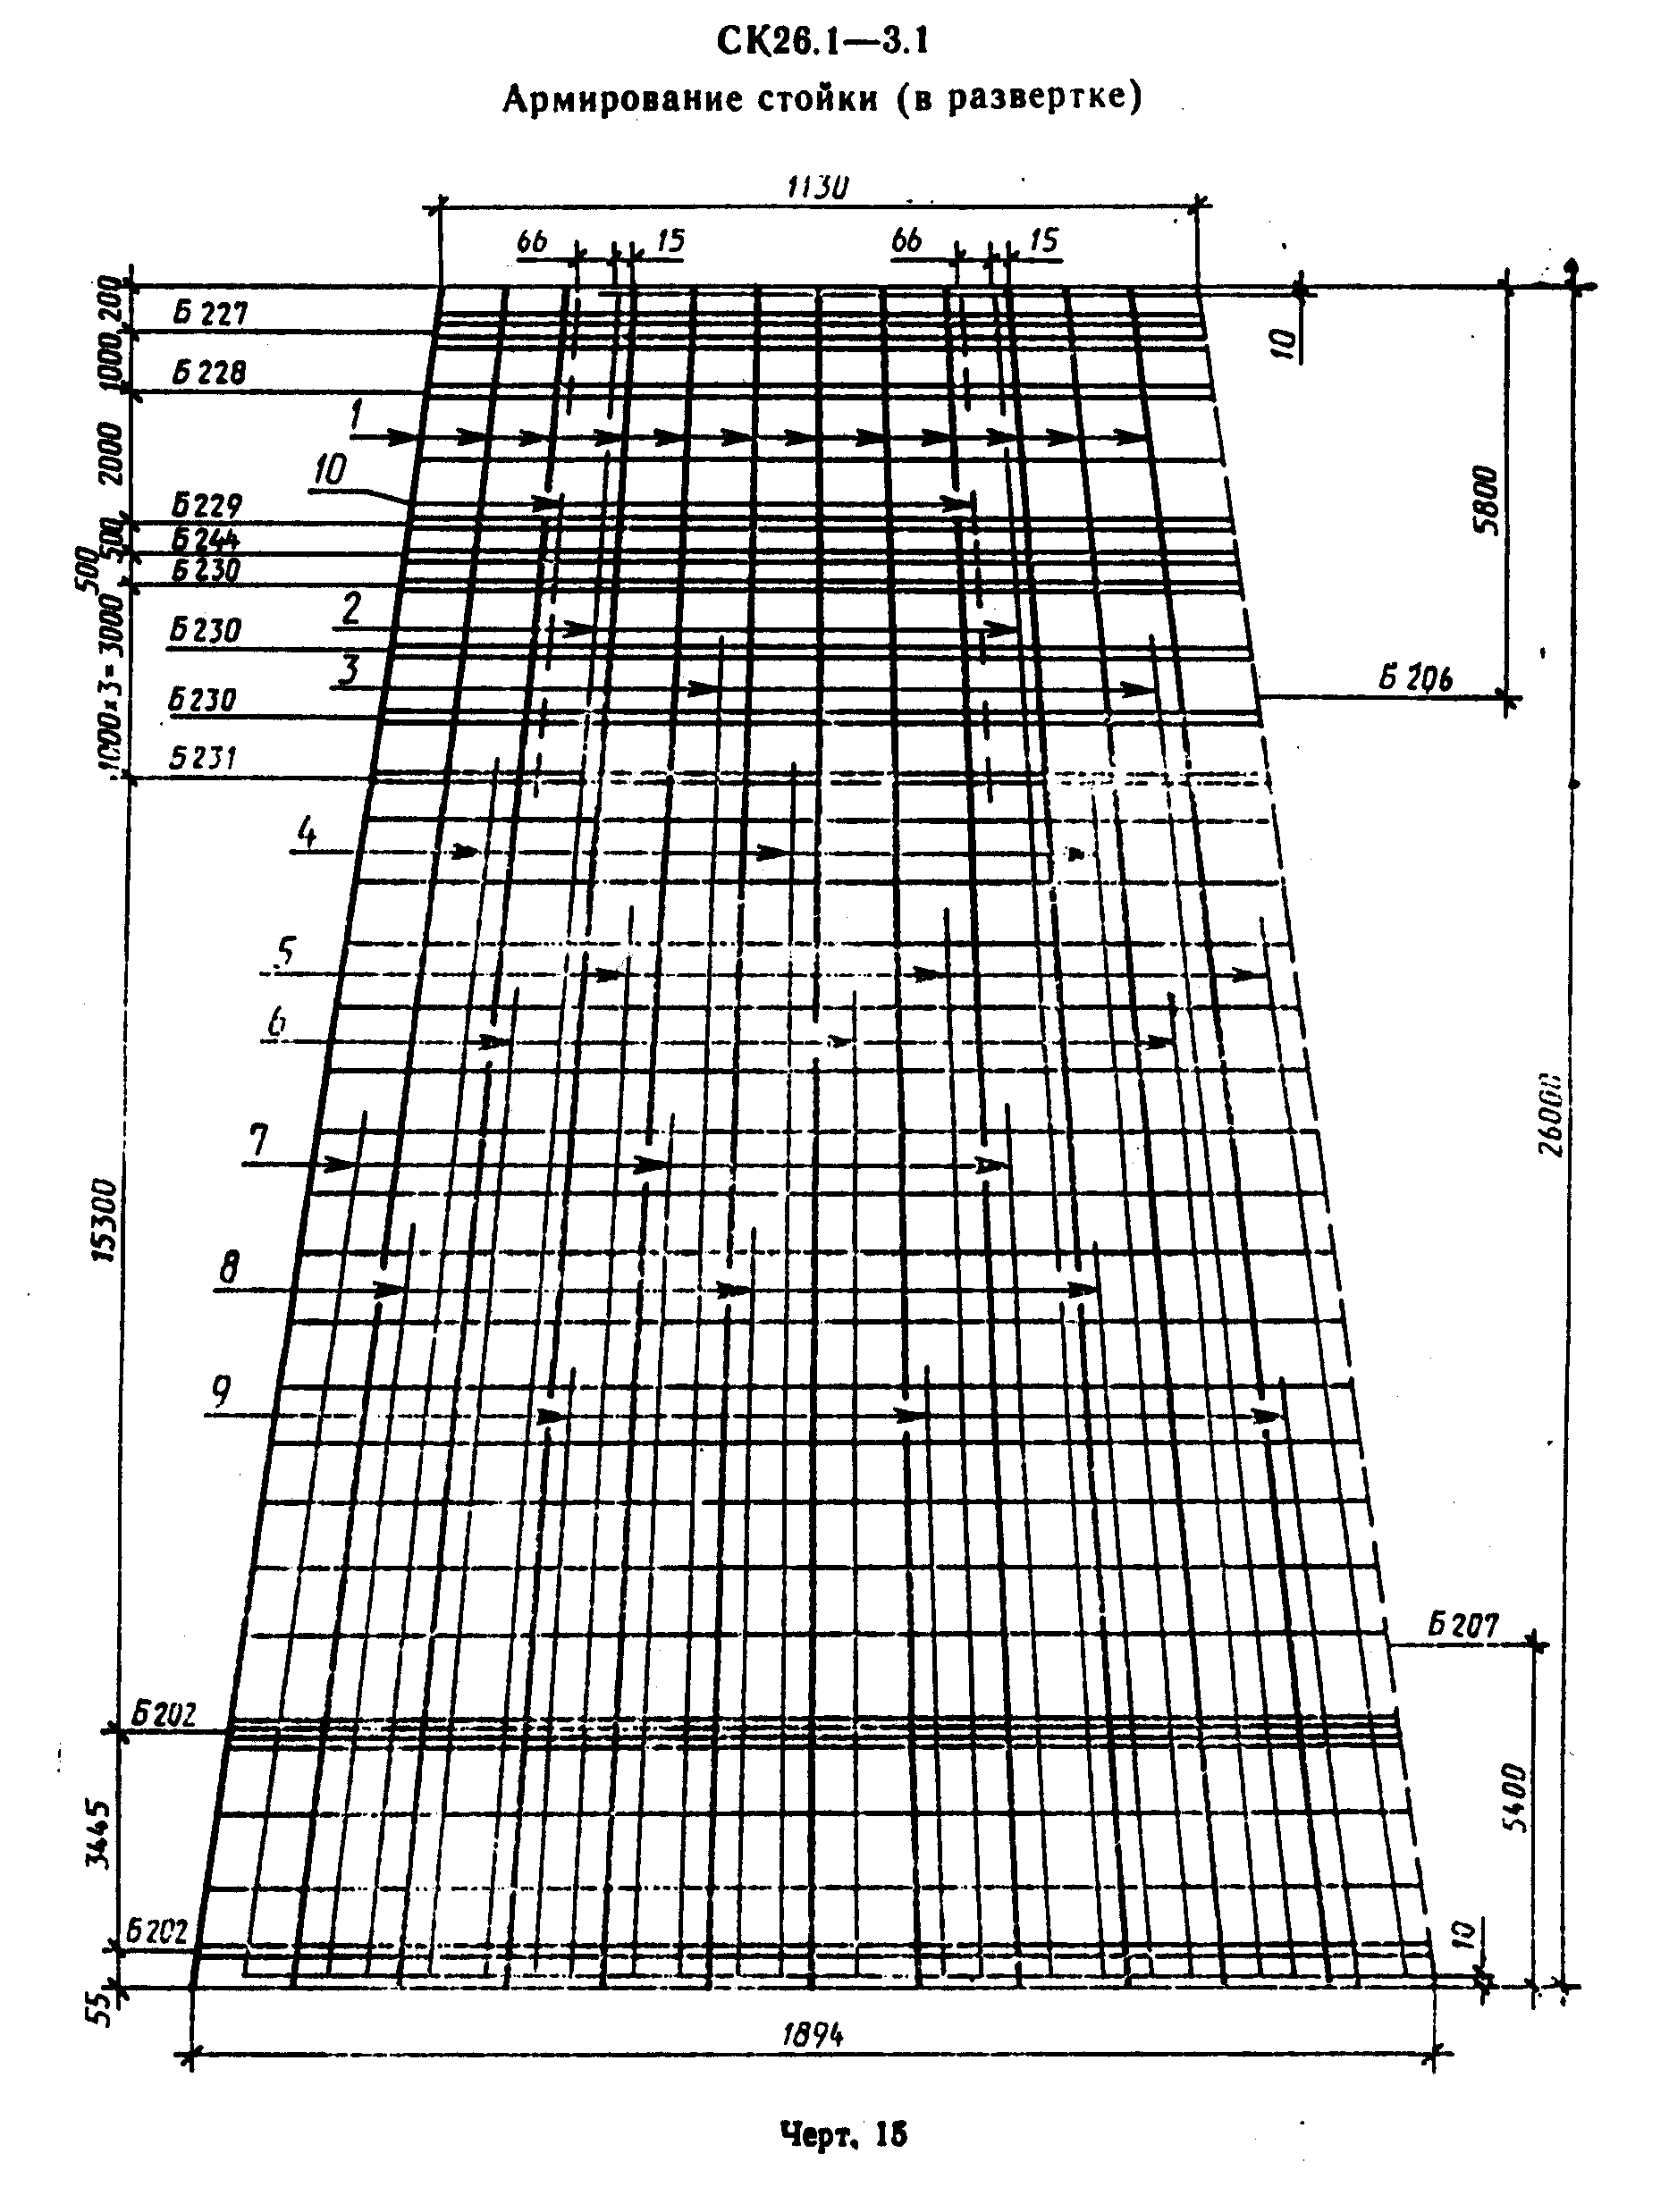 СК26.1—3.1
Армирование стойки (в развертке)
1130
66 15 66 15
200
Б 227
10
1000
Б 228
1
2000
10
5800
Б 229
500
Б 244
500
Б 230
2
1000×3=3000
Б 230
3
Б 206
Б 230
Б 231
4
5
6
26000
7
15300
8
9
Б 207
Б 202
5400
3445
Б 202
10
55
1894
Черт. 15